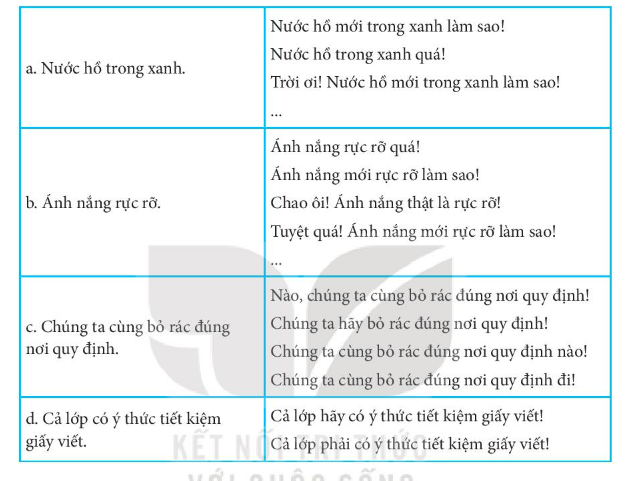 a. Nước hồ trong xanh.
Nước hồ mới trong xanh làm sao!
Nước hồ trong xanh quá!
Trời ơi! Nước hồ mới trong xanh làm sao!
...
b. Ánh nắng rực rỡ.
Ánh nắng rực rỡ quá!
Ánh nắng mới rực rỡ làm sao!
Chao ôi! Ánh nắng thật là rực rỡ!
Tuyệt quá! Ánh nắng mới rực rỡ làm sao!
...
c. Chúng ta cùng bỏ rác đúng
nơi quy định.
Nào, chúng ta cùng bỏ rác đúng nơi quy định!
Chúng ta hãy bỏ rác đúng nơi quy định!
Chúng ta cùng bỏ rác đúng nơi quy định nào!
Chúng ta cùng bỏ rác đúng nơi quy định đi!
d. Cả lớp có ý thức tiết kiệm
giấy viết.
Cả lớp hãy có ý thức tiết kiệm giấy viết!
Cả lớp phải có ý thức tiết kiệm giấy viết!
KẾT NỐI TRI THỨC
VỚI CUỘC SỐNG